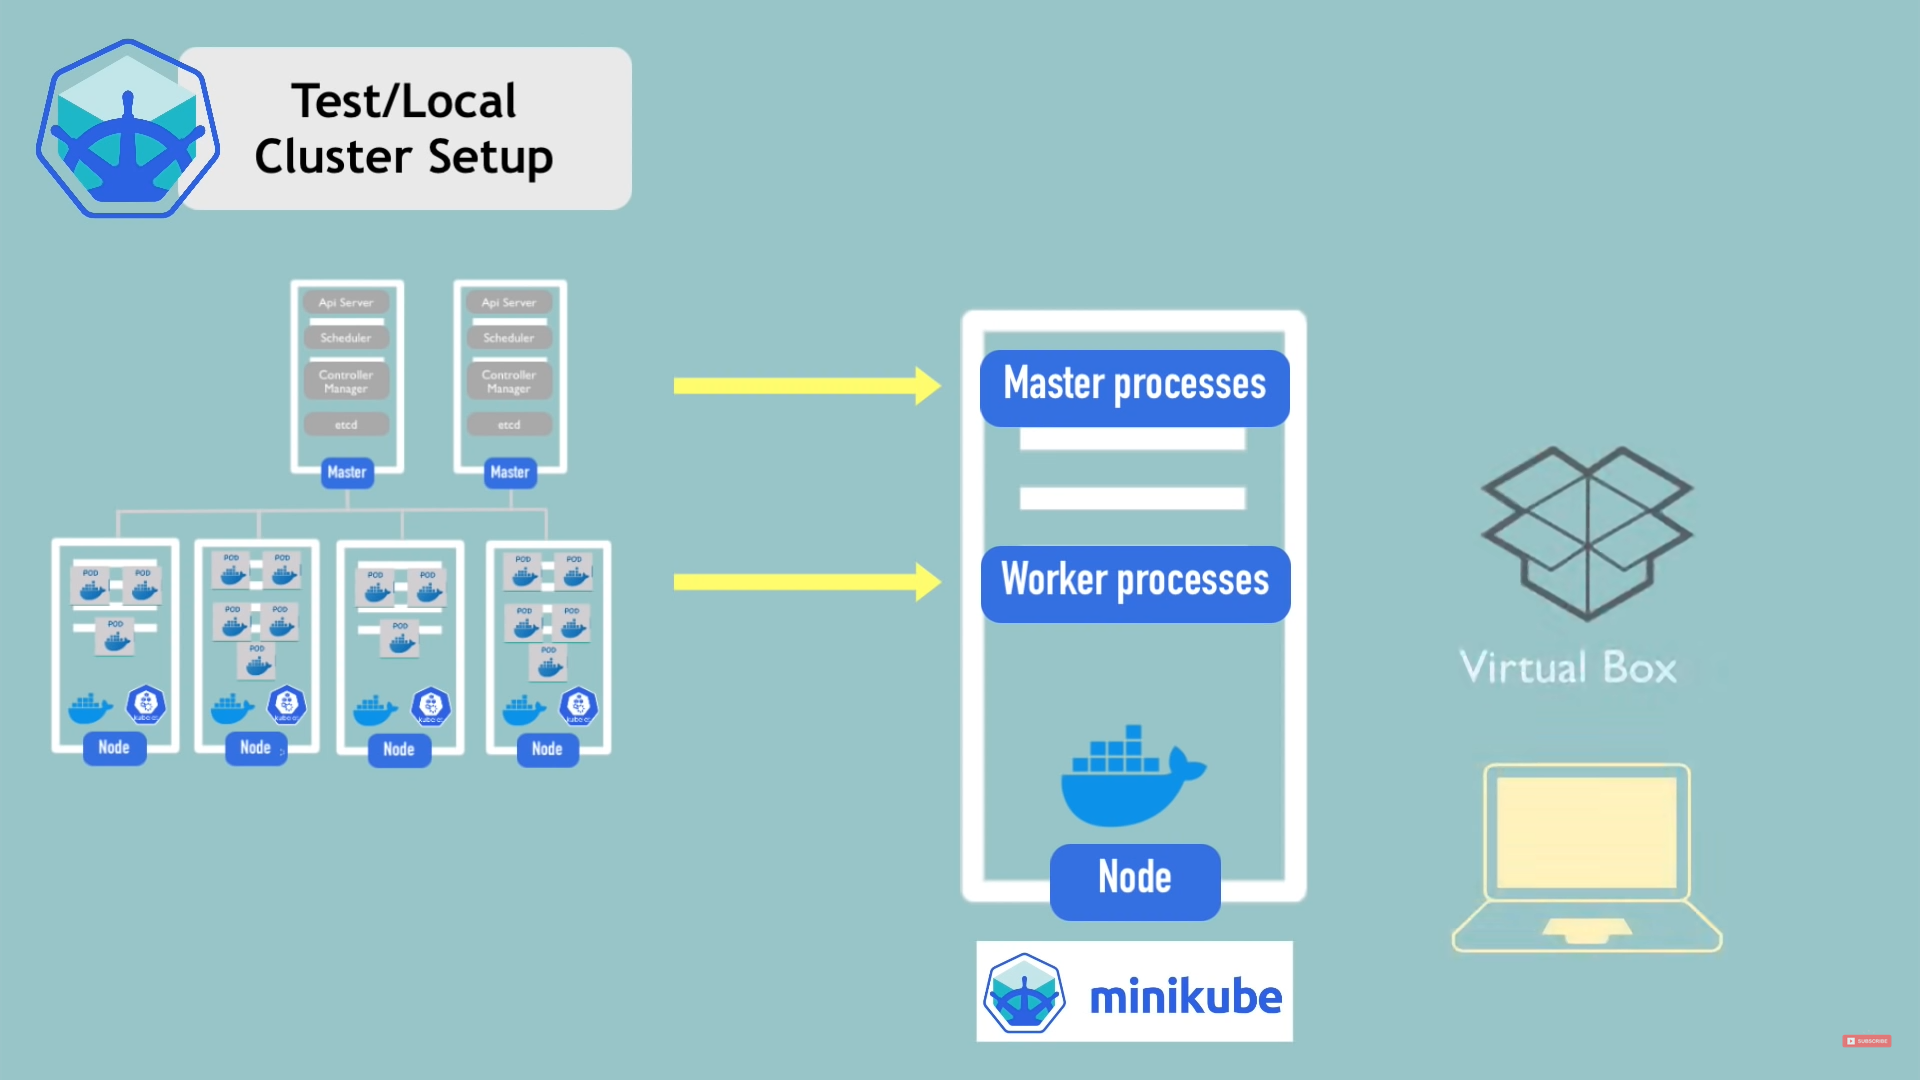 Test/Local
Cluster Setup
Api Server
Scheduler
Controller
Manager
etcd
Master
Api Server
Scheduler
Controller
Manager
etcd
Master
POD
POD
POD
Node
POD
POD
POD
POD
POD
Node
POD
POD
POD
Node
POD
POD
POD
POD
POD
Node
Master processes
Worker processes
Node
minikube
Virtual Box
SUBSCRIBE